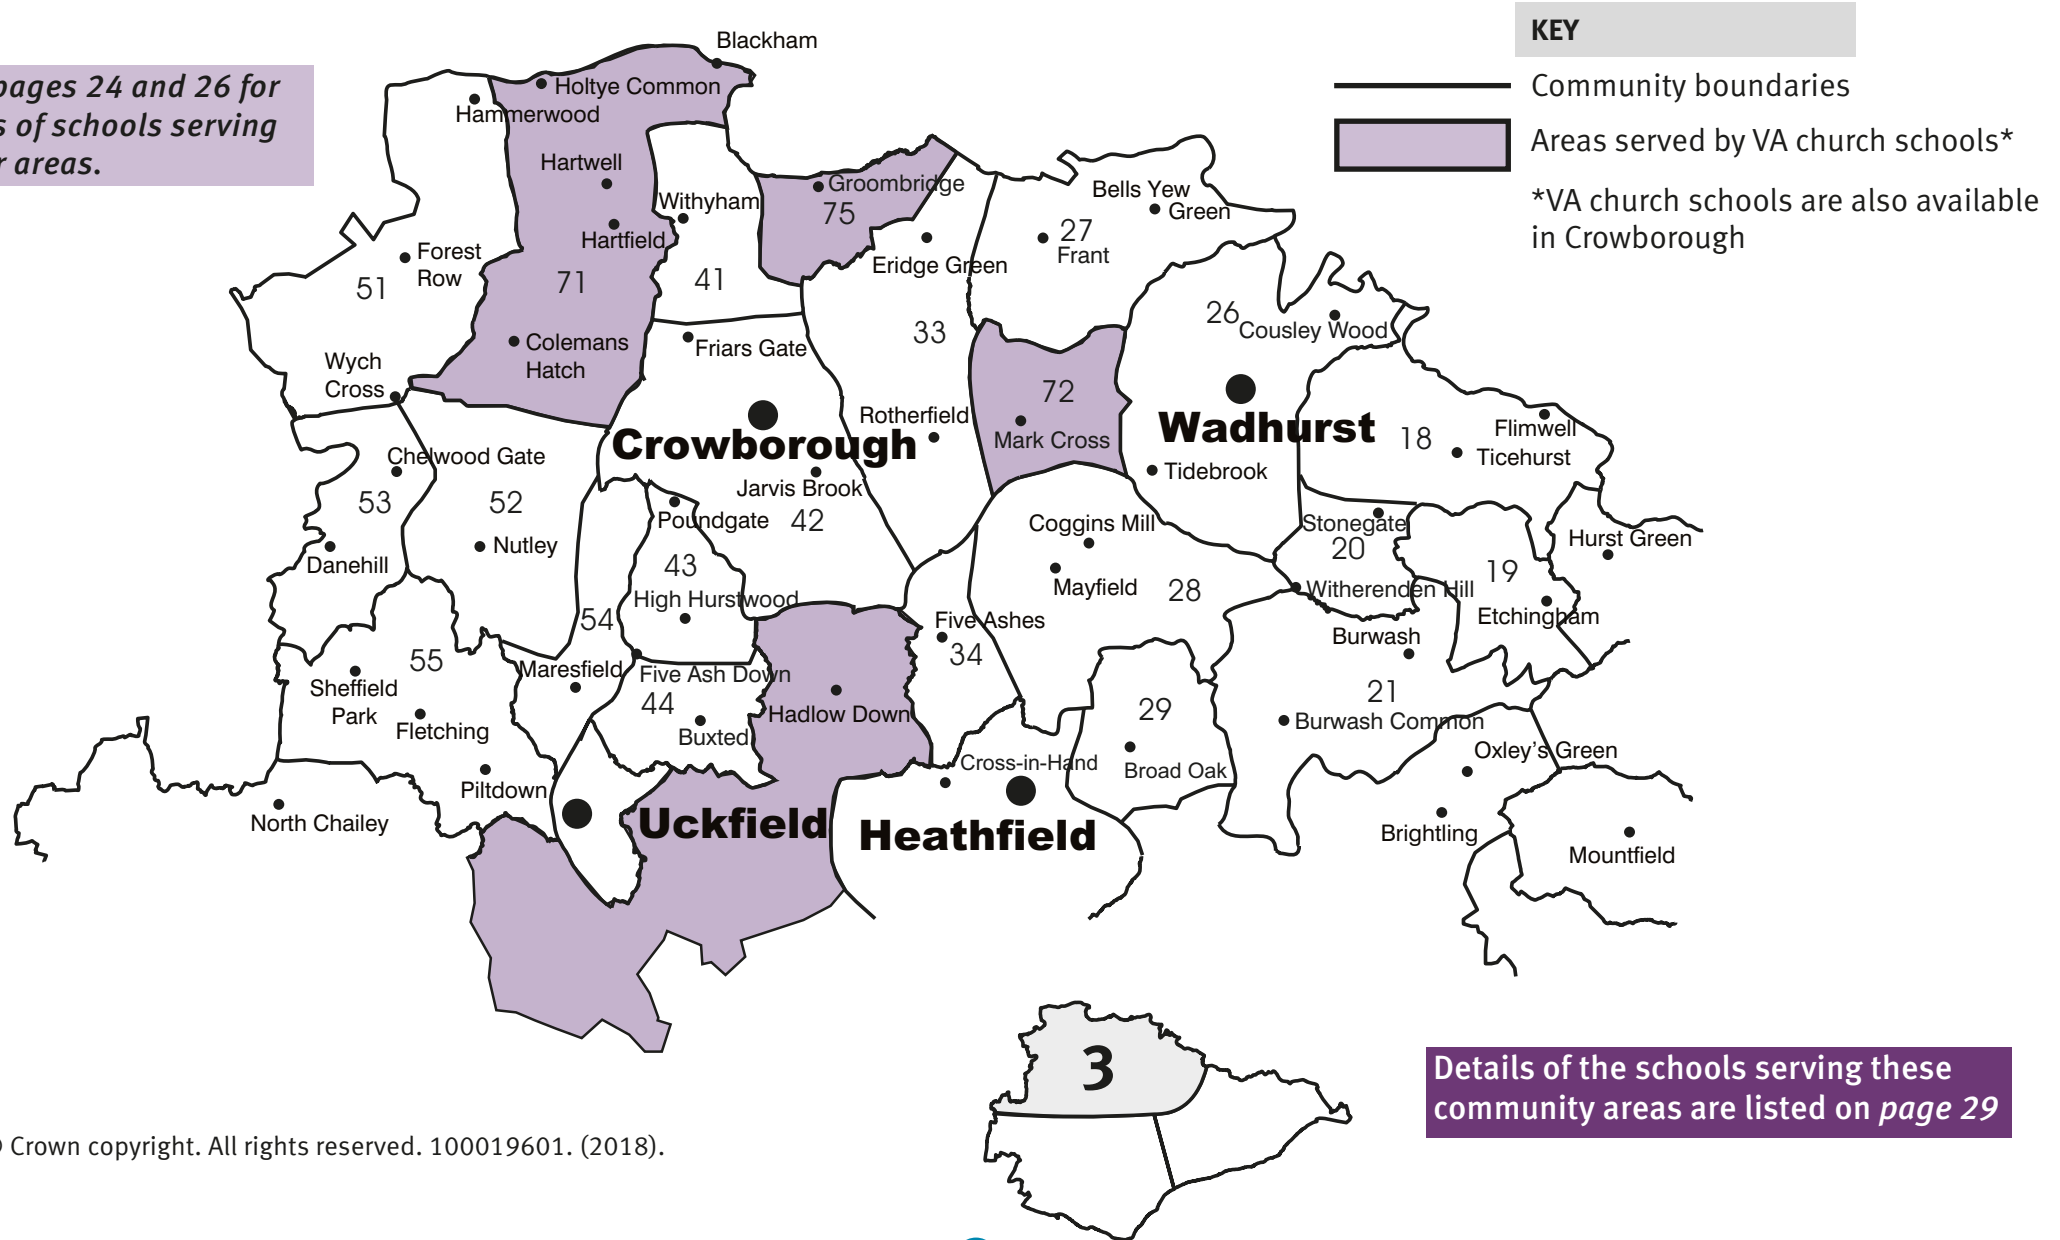 pages 24 and 26 for
s of schools serving
r areas.
KEY
Community boundaries
Areas served by VA church schools*
*VA church schools are also available
in Crowborough
Blackham
Holtye Common
Hammerwood
Hartwell
Withyham
Hartfield
Groombridge
75
Bells Yew
Green
27
Frant
Eridge Green
Forest
Row
51
71
41
33
26
Cousley Wood
Colemans
Hatch
Friars Gate
Wych
Cross
72
Mark Cross
Rotherfield
Crowborough
Wadhurst
18
Flimwell
Ticehurst
Tidebrook
Chelwood Gate
53
52
Jarvis Brook
42
Poundgate
Nutley
Danehill
43
High Hurstwood
54
Coggins Mill
Mayfield
28
Stonegate
20
Witherenden Hill
19
Etchingham
Hurst Green
Five Ashes
34
Burwash
55
Sheffield
Park
Fletching
Maresfield
Five Ash Down
44
Buxted
Hadlow Down
29
Broad Oak
21
Burwash Common
Oxley's Green
Piltdown
North Chailey
Cross-in-Hand
Uckfield
Heathfield
Brightling
Mountfield
3
Details of the schools serving these
community areas are listed on page 29
Crown copyright. All rights reserved. 100019601. (2018).